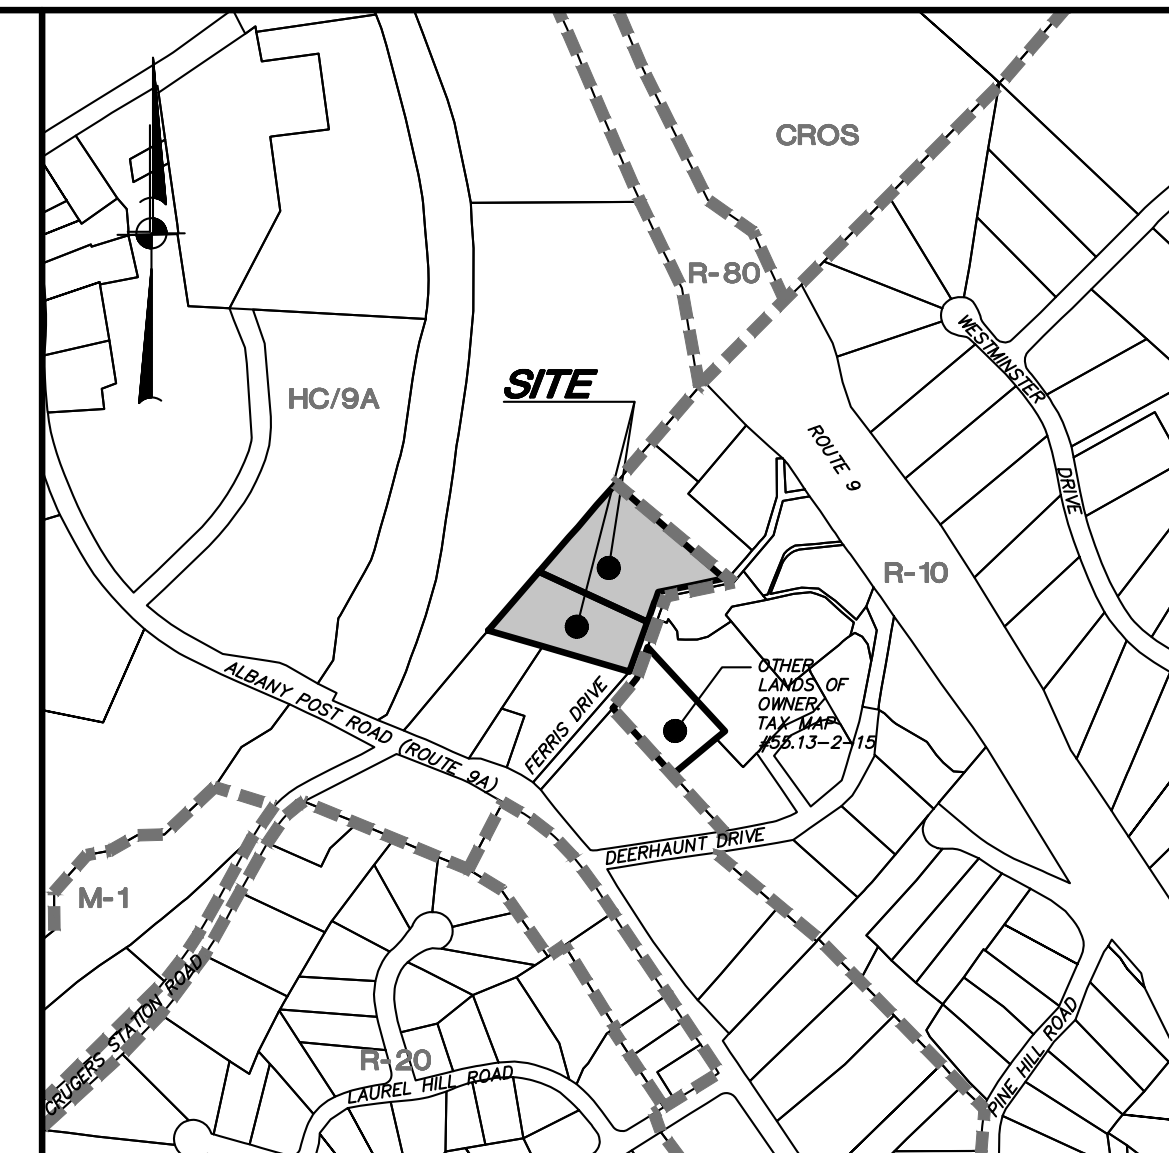 CROS
R-80
WESTMINSTER
DRIVE
HC/9A
SITE
ROUTE 9
R-10
OTHER
LANDS OF
OWNER.
TAX MAP
#55.13-2-15
ALBANY POST ROAD (ROUTE 9A)
FERRIS DRIVE
DEERHAUNT DRIVE
M-1
CRUGERS STATION ROAD
R-20
LAUREL HILL ROAD
PINE HILL ROAD